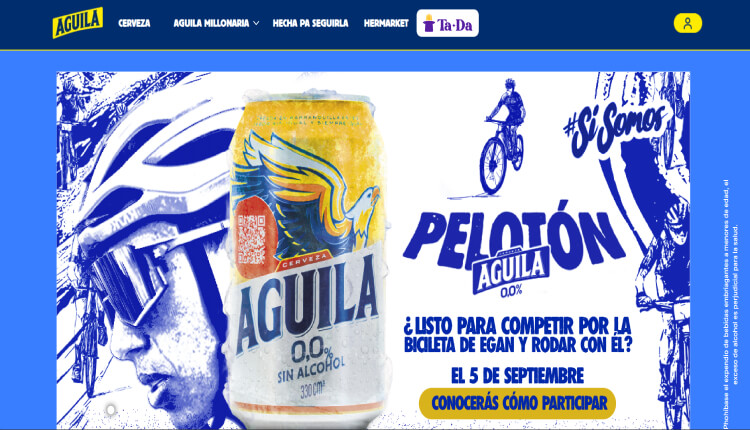 AGUILA
CERVEZA
AGUILA MILLONARIA
HECHA PA SEGUIRLA
HERMARKET
Ta·Da
#Sí Somos
CERVEZA
AGUILA
0,0%
SIN ALCOHOL
330 cm³
PELOTÓN
AGUILA
0,0%
¿LISTO PARA COMPETIR POR LA
BICICLETA DE EGAN Y RODAR CON ÉL?
EL 5 DE SEPTIEMBRE
CONOCERÁS CÓMO PARTICIPAR
Prohíbase el expendio de bebidas embriagantes a menores de edad, el
exceso de alcohol es perjudicial para la salud.